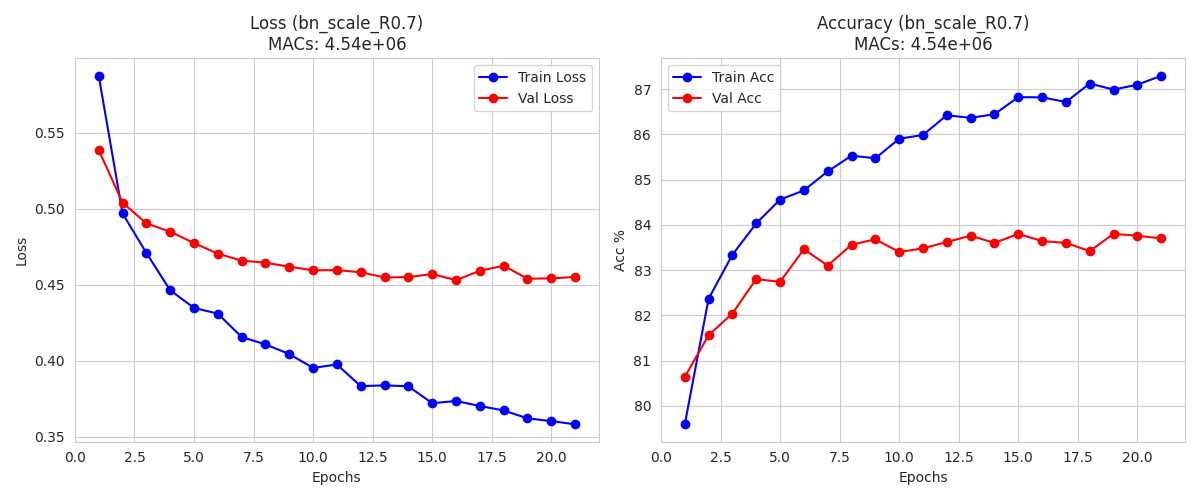 Loss (bn_scale_R0.7)
MACs: 4.54e+06
Train Loss
Val Loss
0.55
0.50
0.45
0.40
0.35
Loss
0.0 2.5 5.0 7.5 10.0 12.5 15.0 17.5 20.0
Epochs
Accuracy (bn_scale_R0.7)
MACs: 4.54e+06
Train Acc
Val Acc
87
86
85
84
83
82
81
80
Acc %
0.0 2.5 5.0 7.5 10.0 12.5 15.0 17.5 20.0
Epochs